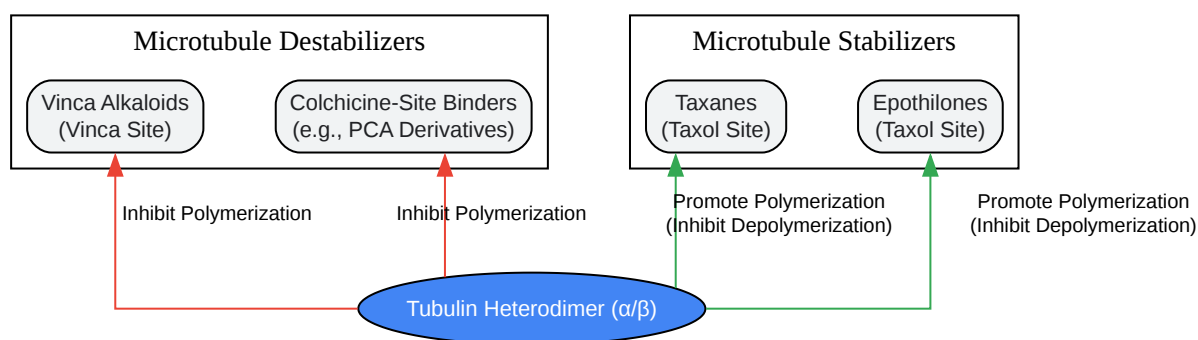 Microtubule Destabilizers
Vinca Alkaloids
(Vinca Site)
Colchicine-Site Binders
(e.g., PCA Derivatives)
Microtubule Stabilizers
Taxanes
(Taxol Site)
Epothilones
(Taxol Site)
Inhibit Polymerization
Inhibit Polymerization
Promote Polymerization
(Inhibit Depolymerization)
Promote Polymerization
(Inhibit Depolymerization)
Tubulin Heterodimer (α/β)